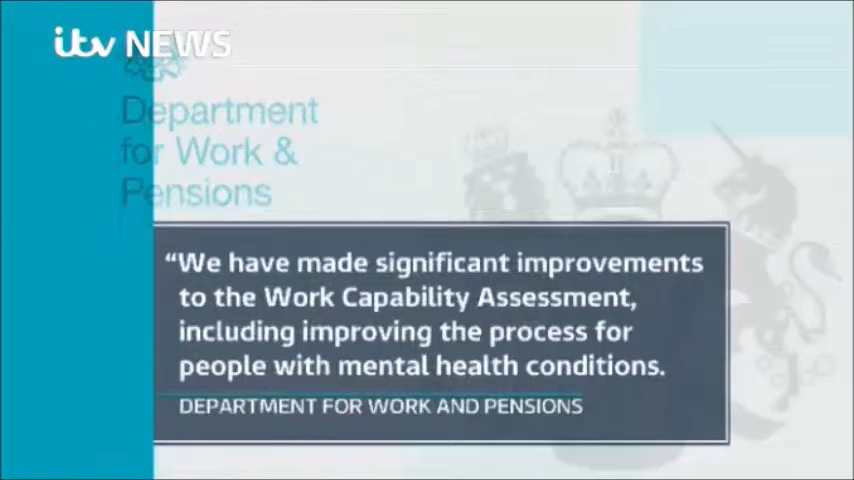 itv NEWS
Department
for Work &
Pensions
“We have made significant improvements
to the Work Capability Assessment,
including improving the process for
people with mental health conditions.
DEPARTMENT FOR WORK AND PENSIONS